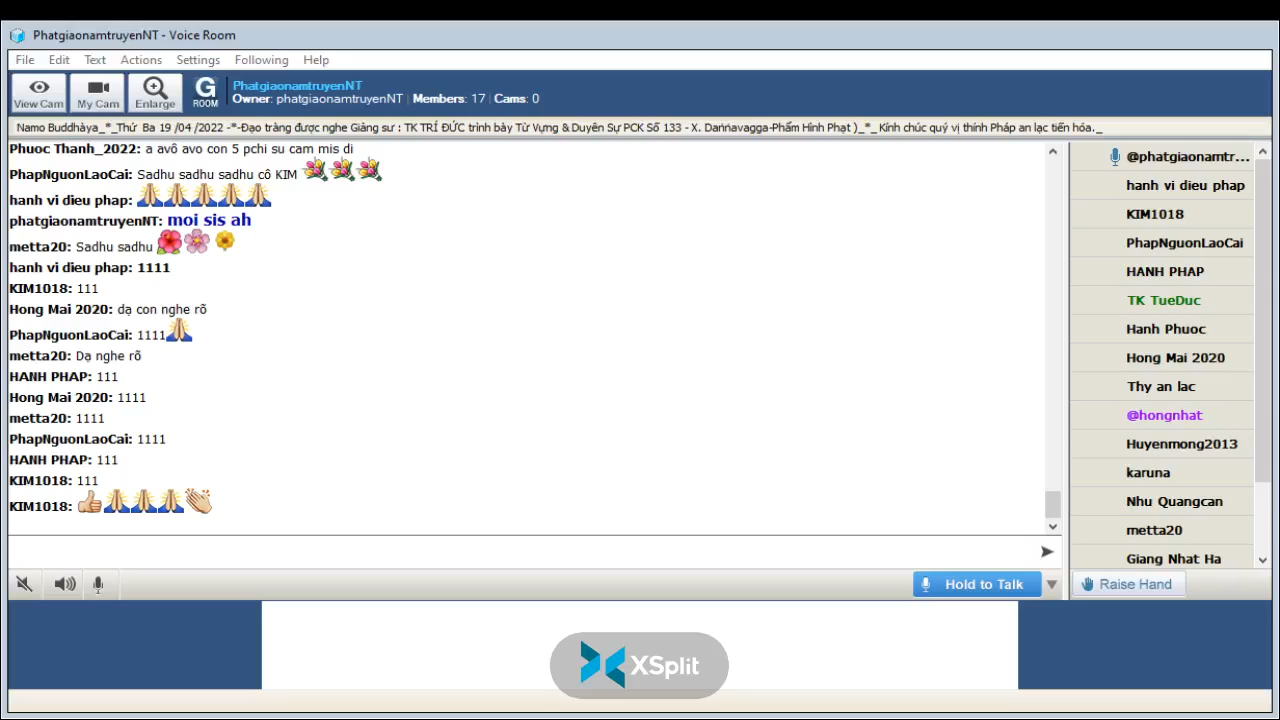 PhatgiaonamtruyenNT - Voice Room
File Edit Text Actions Settings Following Help
View Cam My Cam Enlarge G ROOM
PhatgiaonamtruyenNT
Owner: phatgiaonamtruyenNT | Members: 17 | Cams: 0
Namo Buddhàya_*_Thứ Ba 19 /04 /2022 -*-Đạo tràng được nghe Giảng sư : TK TRÍ ĐỨC trình bày Từ Vựng & Duyên Sự PCK Số 133 - X. Daṇṇavagga-Phẩm Hình Phạt )_*_ Kính chúc quý vị thính Pháp an lạc tiến hóa._
Phuoc Thanh_2022: a avô avo con 5 pchi su cam mis di
PhapNguonLaoCai: Sadhu sadhu sadhu cô KIM
hanh vi dieu phap:
phatgiaonamtruyenNT: moi sis ah
metta20: Sadhu sadhu
hanh vi dieu phap: 1111
KIM1018: 111
Hong Mai 2020: dạ con nghe rõ
PhapNguonLaoCai: 1111
metta20: Dạ nghe rõ
HANH PHAP: 111
Hong Mai 2020: 1111
metta20: 1111
PhapNguonLaoCai: 1111
HANH PHAP: 111
KIM1018: 111
KIM1018:
@phatgiaonamtr...
hanh vi dieu phap
KIM1018
PhapNguonLaoCai
HANH PHAP
TK TueDuc
Hanh Phuoc
Hong Mai 2020
Thy an lac
@hongnhat
Huyenmong2013
karuna
Nhu Quangcan
metta20
Giang Nhat Ha
Hold to Talk
Raise Hand
XSplit